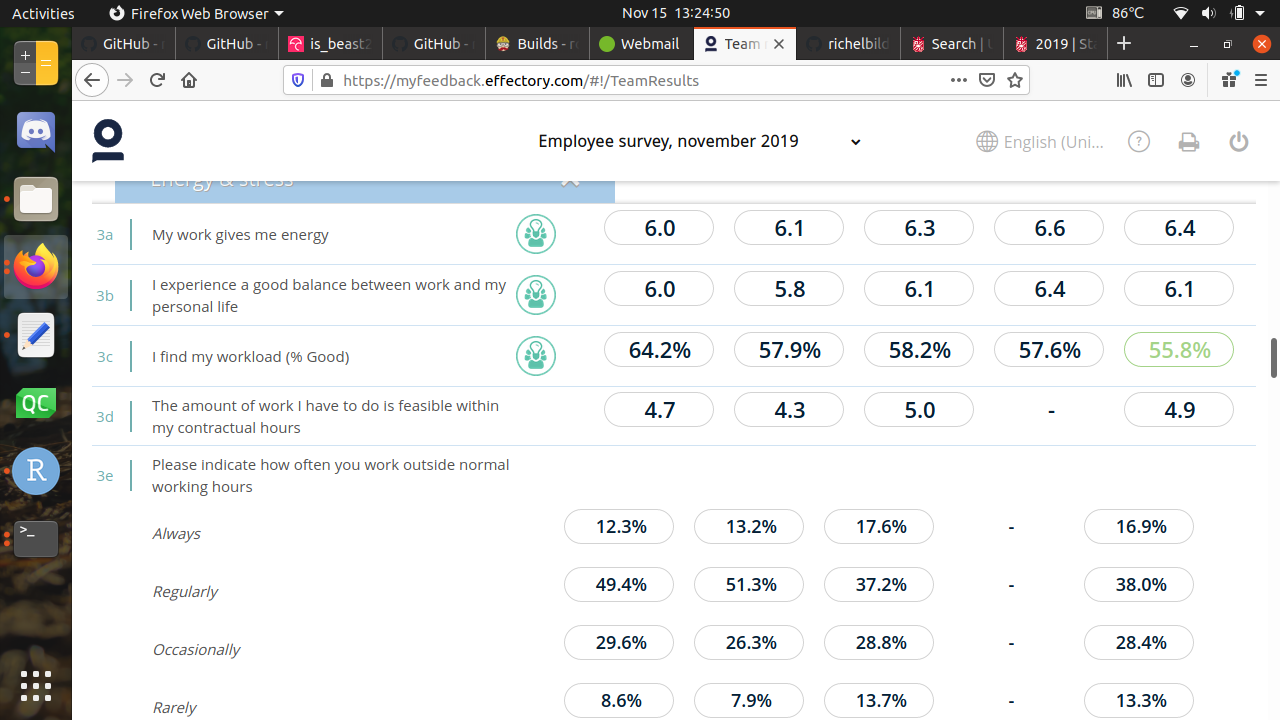 Activities
Firefox Web Browser
Nov 15 13:24:50
86°C
GitHub -
GitHub -
is_beast2
GitHub -
Builds - r
Webmail
Team
richelbild
Search |
2019 | St
https://myfeedback.effectory.com/#!/TeamResults
Employee survey, november 2019
English (Uni...
?
Energy & stress
3a My work gives me energy 6.0 6.1 6.3 6.6 6.4
3b I experience a good balance between work and my personal life 6.0 5.8 6.1 6.4 6.1
3c I find my workload (% Good) 64.2% 57.9% 58.2% 57.6% 55.8%
3d The amount of work I have to do is feasible within my contractual hours 4.7 4.3 5.0 - 4.9
3e Please indicate how often you work outside normal working hours
Always 12.3% 13.2% 17.6% - 16.9%
Regularly 49.4% 51.3% 37.2% - 38.0%
Occasionally 29.6% 26.3% 28.8% - 28.4%
Rarely 8.6% 7.9% 13.7% - 13.3%
QC
R
>_